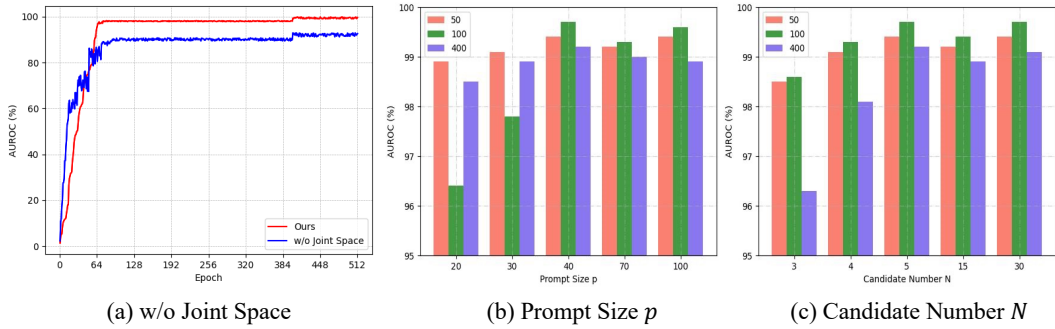 AUROC (%)
100
80
60
40
20
0
Ours
w/o Joint Space
0 64 128 192 256 320 384 448 512
Epoch
(a) w/o Joint Space
AUROC (%)
100
99
98
97
96
95
50
100
400
20 30 40 70 100
Prompt Size p
(b) Prompt Size p
AUROC (%)
100
99
98
97
96
95
50
100
400
3 4 5 15 30
Candidate Number N
(c) Candidate Number N